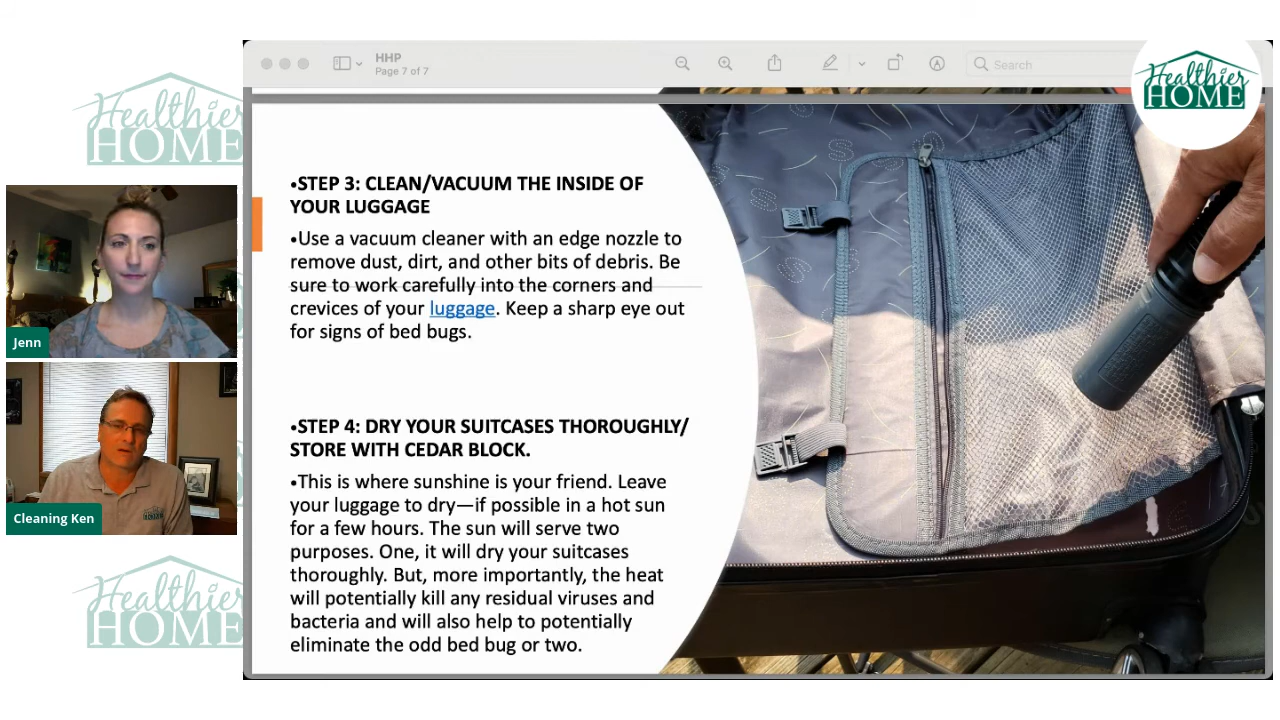 Healthier
HOME
Jenn
Cleaning Ken
Healthier
HOME
HHP
Page 7 of 7
Search
Healthier
HOME
•STEP 3: CLEAN/VACUUM THE INSIDE OF
YOUR LUGGAGE
•Use a vacuum cleaner with an edge nozzle to
remove dust, dirt, and other bits of debris. Be
sure to work carefully into the corners and
crevices of your luggage. Keep a sharp eye out
for signs of bed bugs.
•STEP 4: DRY YOUR SUITCASES THOROUGHLY/
STORE WITH CEDAR BLOCK.
•This is where sunshine is your friend. Leave
your luggage to dry—if possible in a hot sun
for a few hours. The sun will serve two
purposes. One, it will dry your suitcases
thoroughly. But, more importantly, the heat
will potentially kill any residual viruses and
bacteria and will also help to potentially
eliminate the odd bed bug or two.